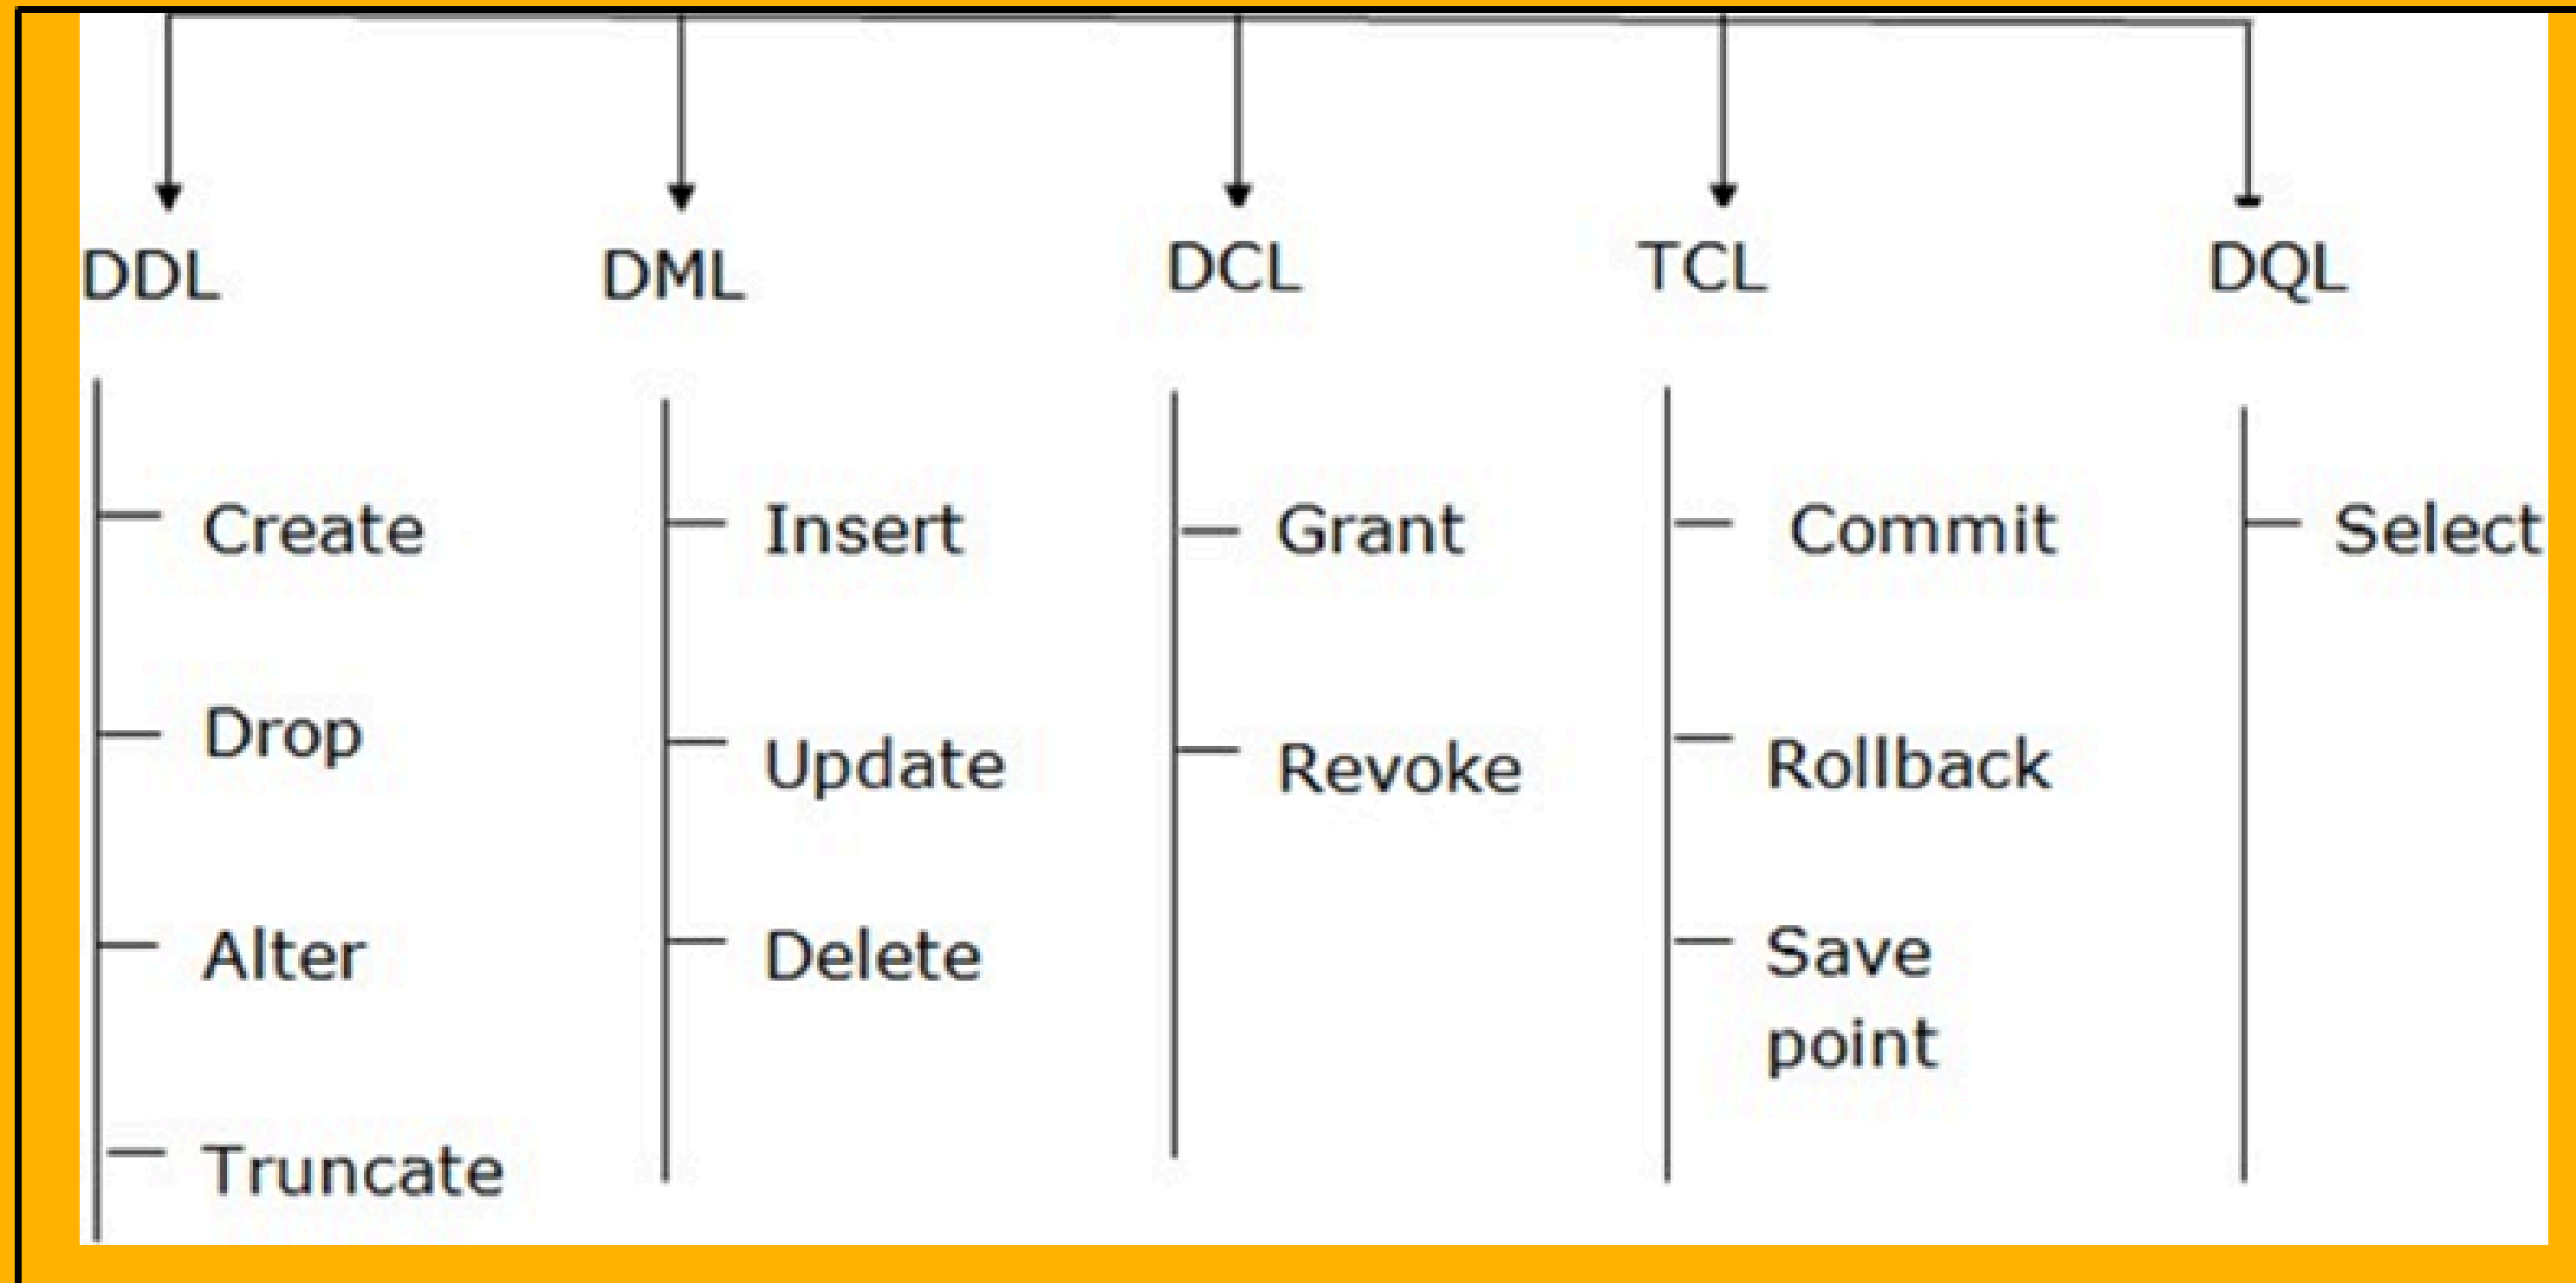 DDL
DML
DCL
TCL
DQL
Create
Drop
Alter
Truncate
Insert
Update
Delete
Grant
Revoke
Commit
Rollback
Save
point
Select